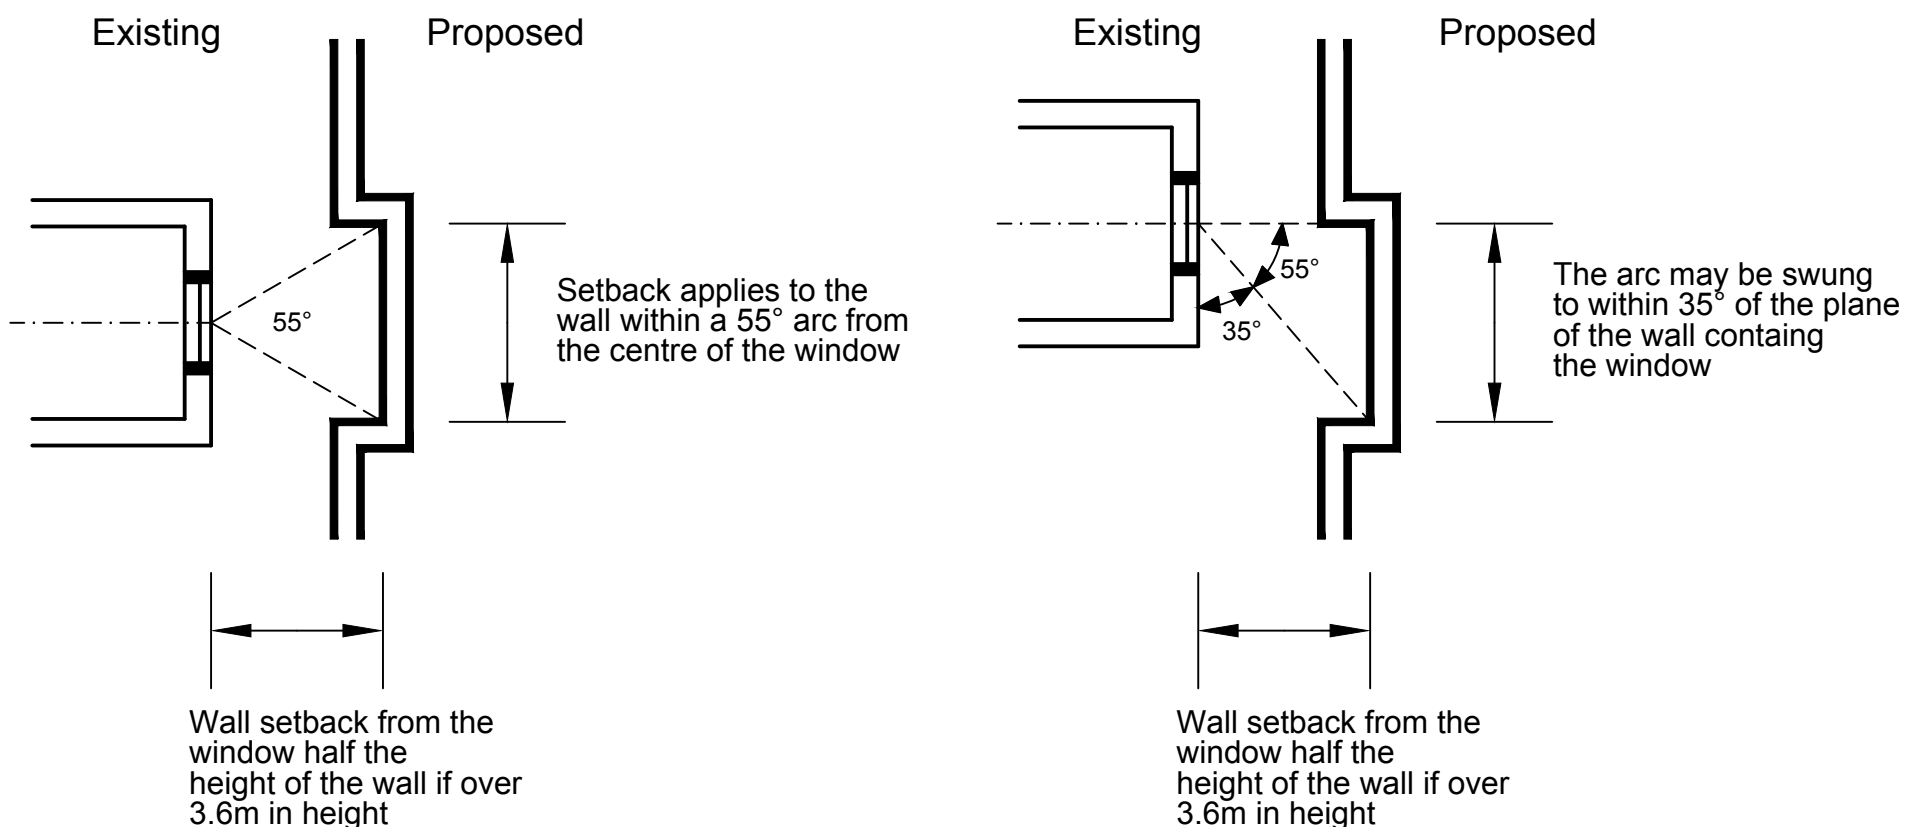 Existing
Proposed
55°
Setback applies to the
wall within a 55° arc from
the centre of the window
Wall setback from the
window half the
height of the wall if over
3.6m in height
Existing
Proposed
55°
35°
The arc may be swung
to within 35° of the plane
of the wall containg
the window
Wall setback from the
window half the
height of the wall if over
3.6m in height